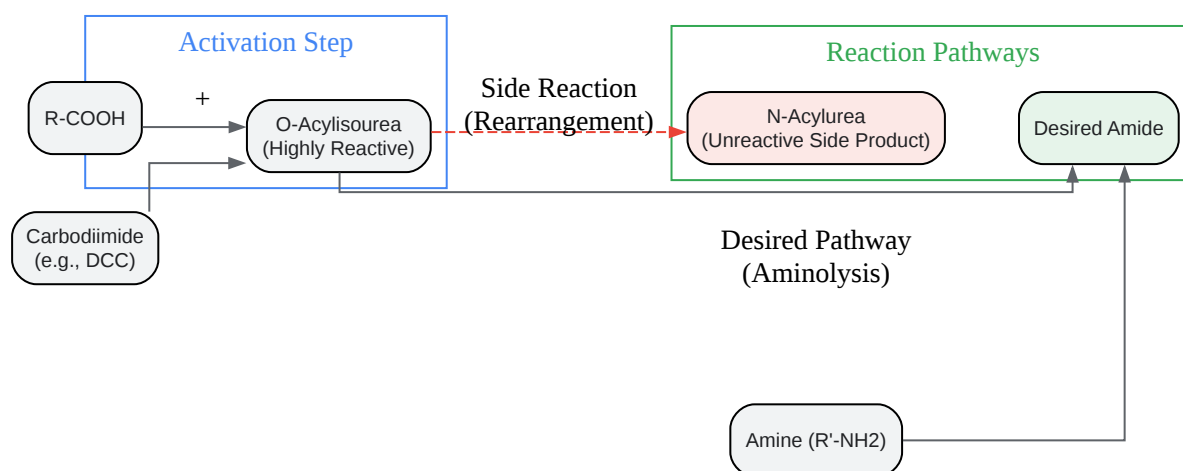 Activation Step
Reaction Pathways
R-COOH
+
O-Acylisourea
(Highly Reactive)
Side Reaction
(Rearrangement)
N-Acylurea
(Unreactive Side Product)
Desired Amide
Carbodiimide
(e.g., DCC)
Desired Pathway
(Aminolysis)
Amine (R'-NH2)